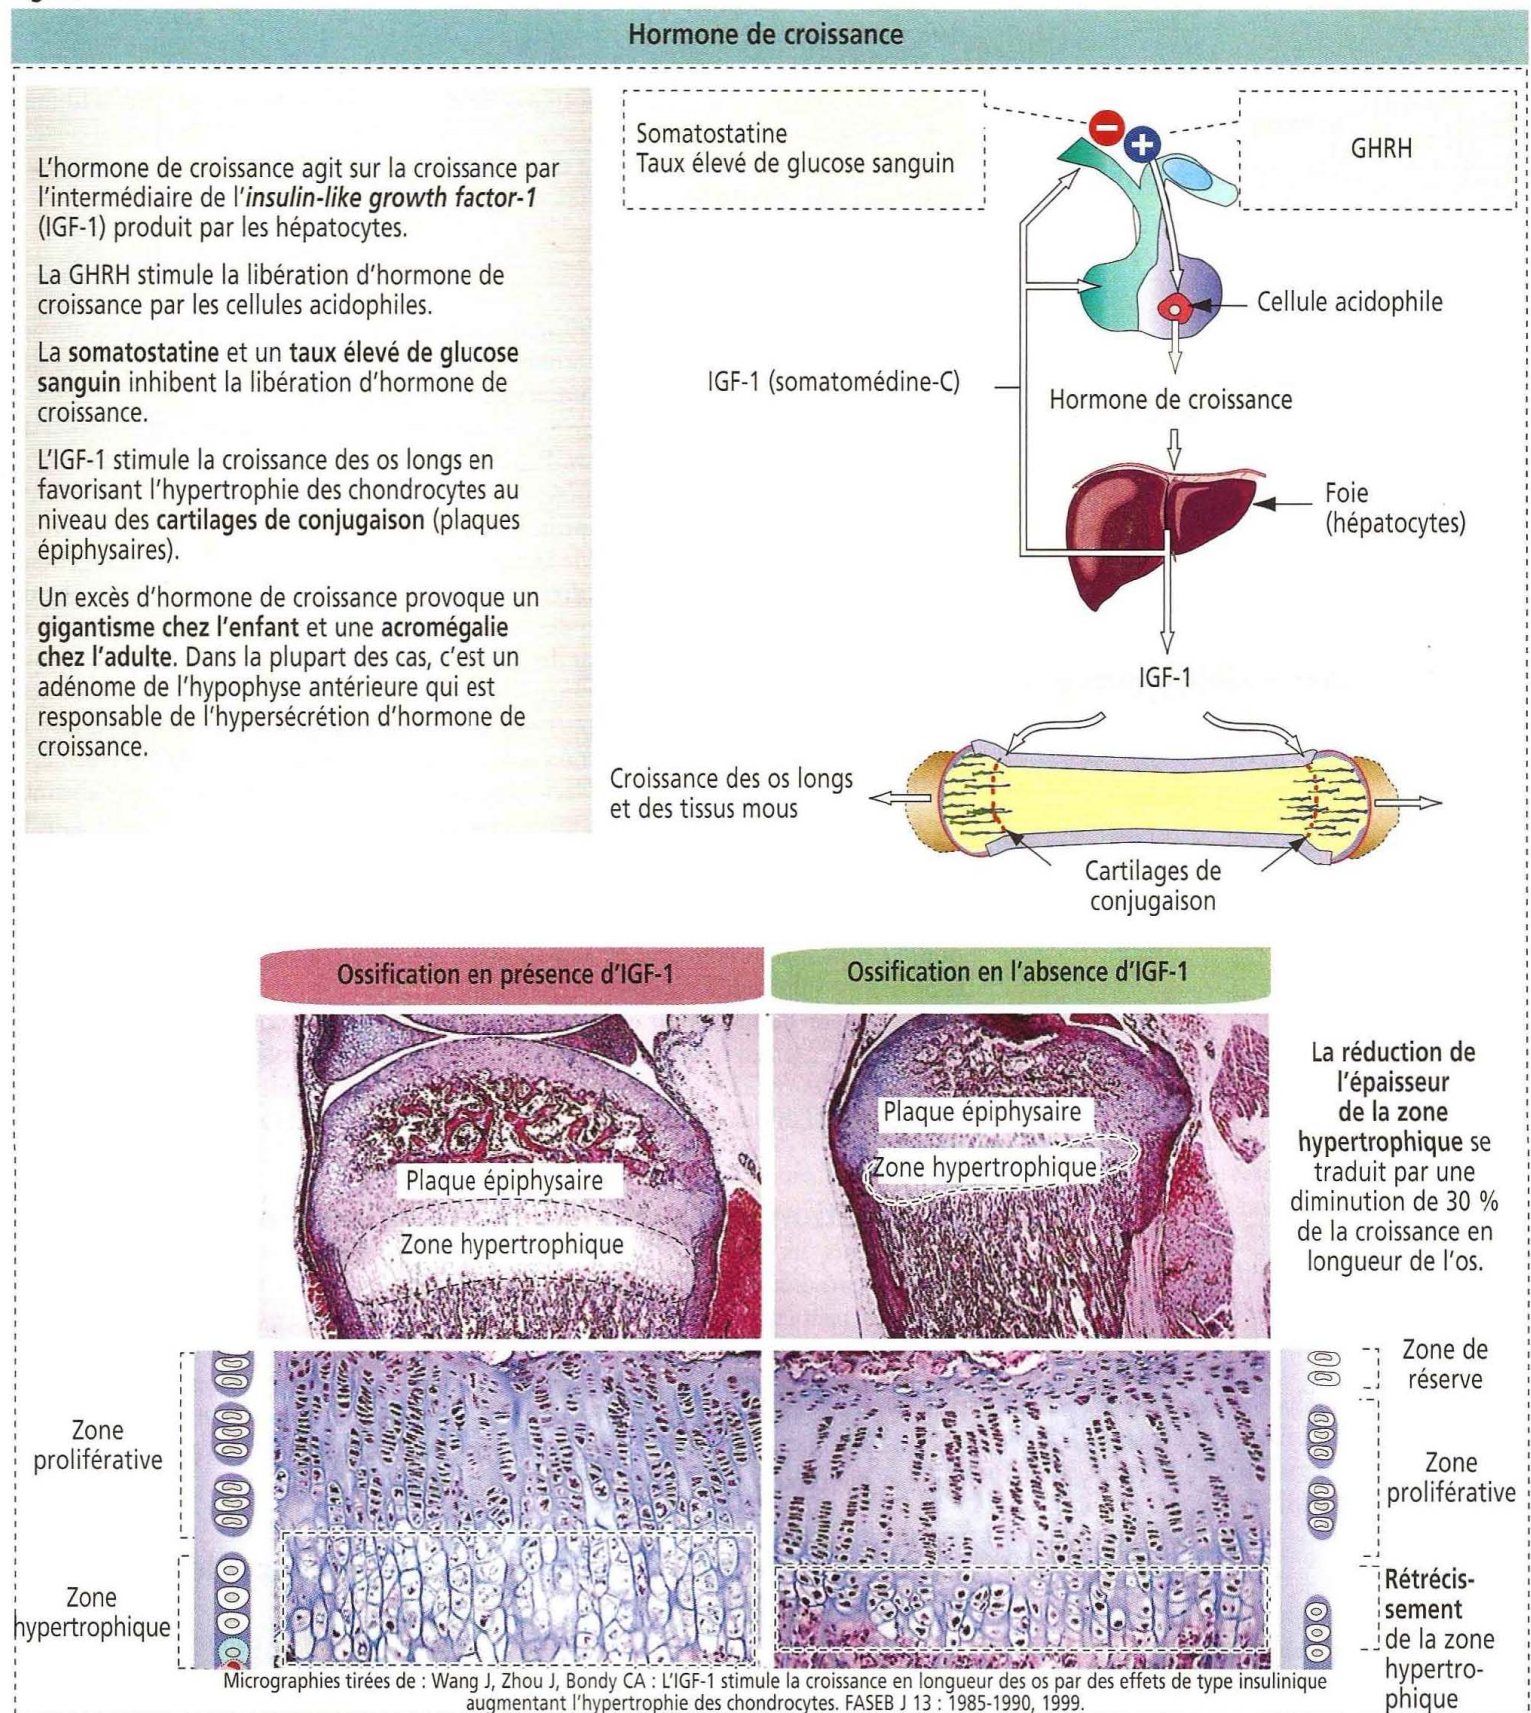 Hormone de croissance
L'hormone de croissance agit sur la croissance par
l'intermédiaire de l'insulin-like growth factor-1
(IGF-1) produit par les hépatocytes.
La GHRH stimule la libération d'hormone de
croissance par les cellules acidophiles.
La somatostatine et un taux élevé de glucose
sanguin inhibent la libération d'hormone de
croissance.
L'IGF-1 stimule la croissance des os longs en
favorisant l'hypertrophie des chondrocytes au
niveau des cartilages de conjugaison (plaques
épiphysaires).
Un excès d'hormone de croissance provoque un
gigantisme chez l'enfant et une acromégalie
chez l'adulte. Dans la plupart des cas, c'est un
adénome de l'hypophyse antérieure qui est
responsable de l'hypersécrétion d'hormone de
croissance.
Somatostatine
Taux élevé de glucose sanguin
GHRH
Cellule acidophile
IGF-1 (somatomédine-C)
Hormone de croissance
Foie
(hépatocytes)
IGF-1
Croissance des os longs
et des tissus mous
Cartilages de
conjugaison
Ossification en présence d'IGF-1
Ossification en l'absence d'IGF-1
Plaque épiphysaire
Zone hypertrophique
Plaque épiphysaire
Zone hypertrophique
La réduction de
l'épaisseur
de la zone
hypertrophique se
traduit par une
diminution de 30 %
de la croissance en
longueur de l'os.
Zone
proliférative
Zone
hypertrophique
Zone de
réserve
Zone
proliférative
Rétrécis-
sement
de la zone
hypertro-
phique
Micrographies tirées de : Wang J, Zhou J, Bondy CA : L'IGF-1 stimule la croissance en longueur des os par des effets de type insulinique
augmentant l'hypertrophie des chondrocytes. FASEB J 13 : 1985-1990, 1999.